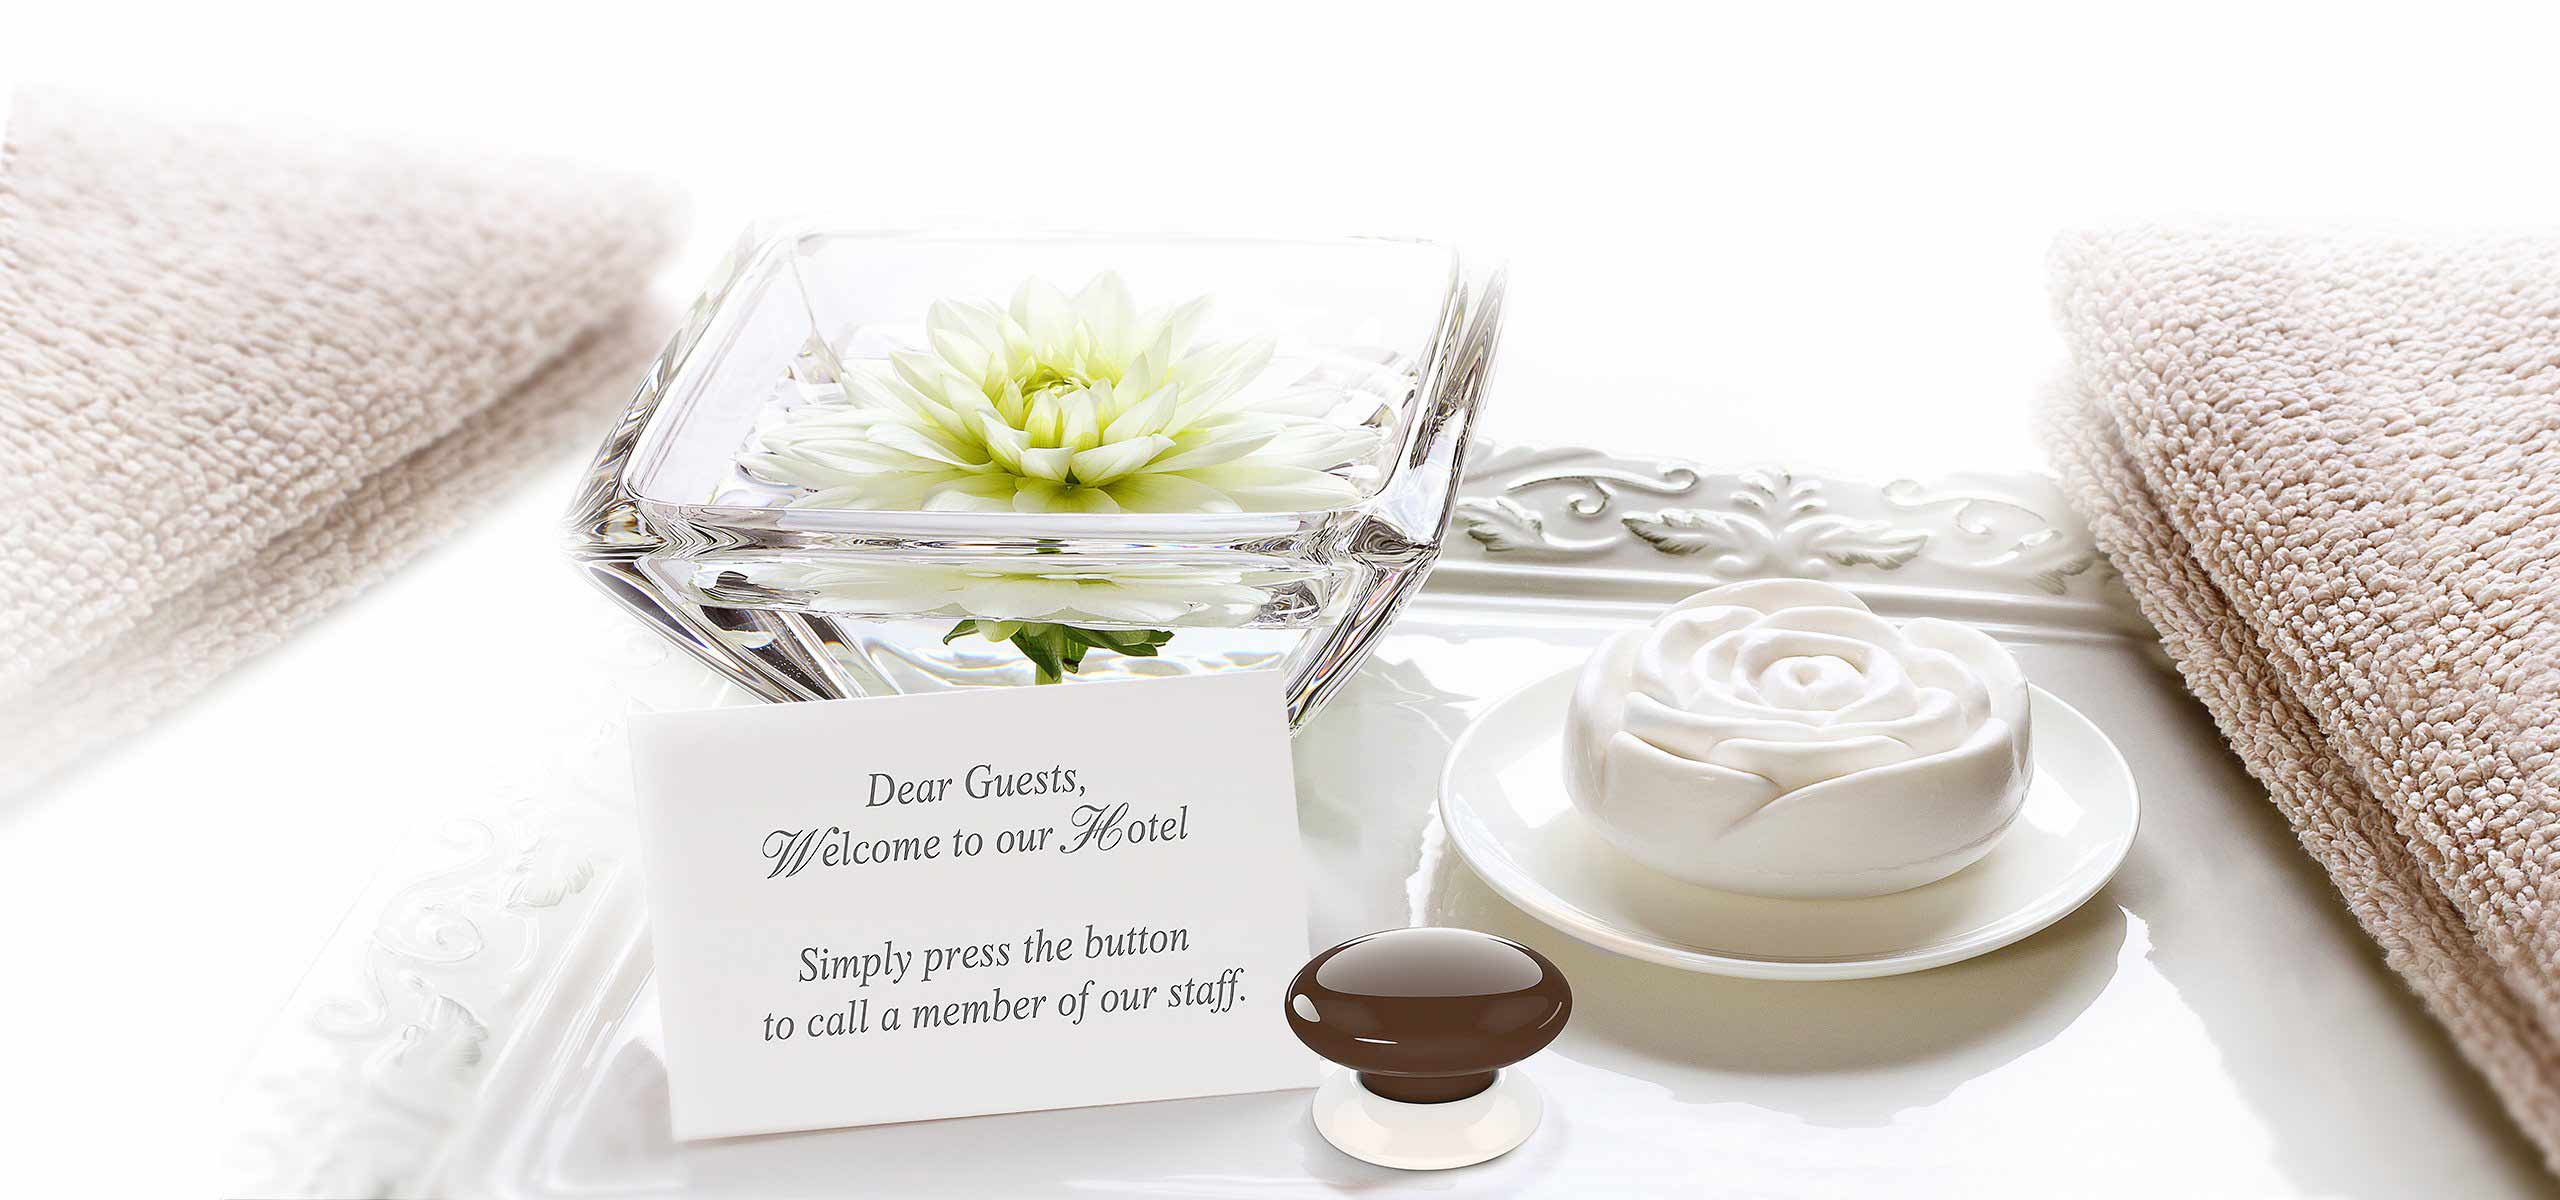 Dear Guests,
Welcome to our Hotel
Simply press the button
to call a member of our staff.